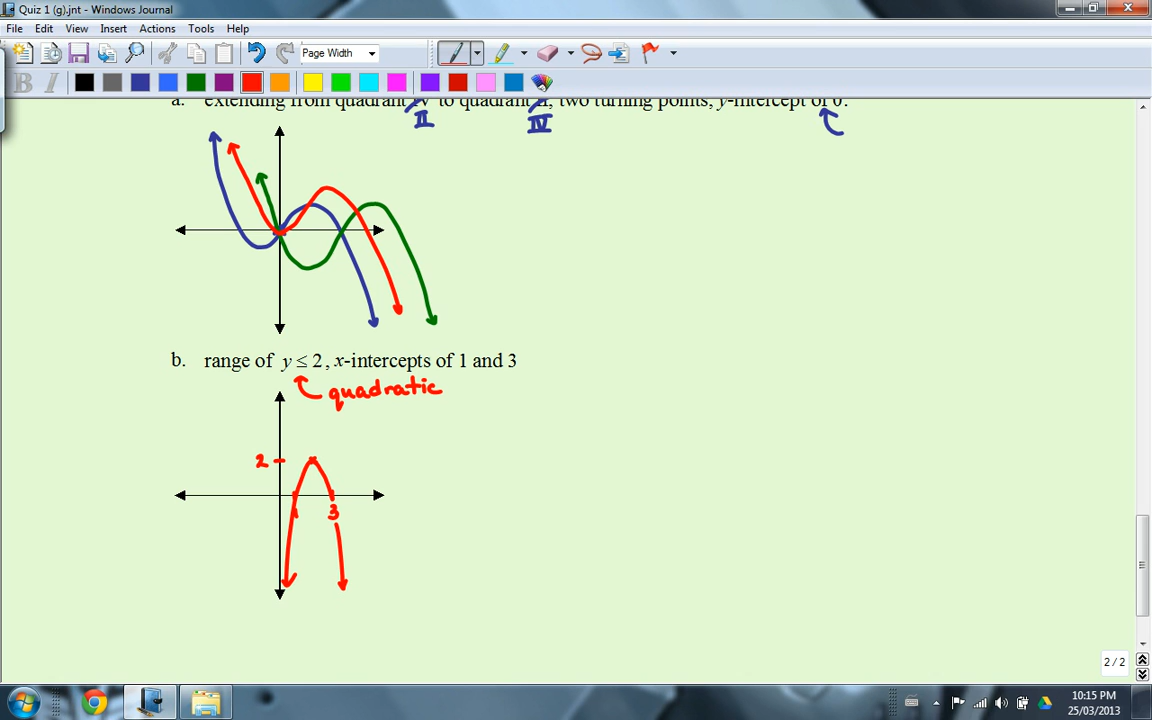 Quiz 1 (g).jnt - Windows Journal
File Edit View Insert Actions Tools Help
Page Width
B I
a. extending from quadrant IV to quadrant II, two turning points, y-intercept of 0.
II IV
b. range of y ≤ 2, x-intercepts of 1 and 3
quadratic
2
1 3
2 / 2
10:15 PM
25/03/2013